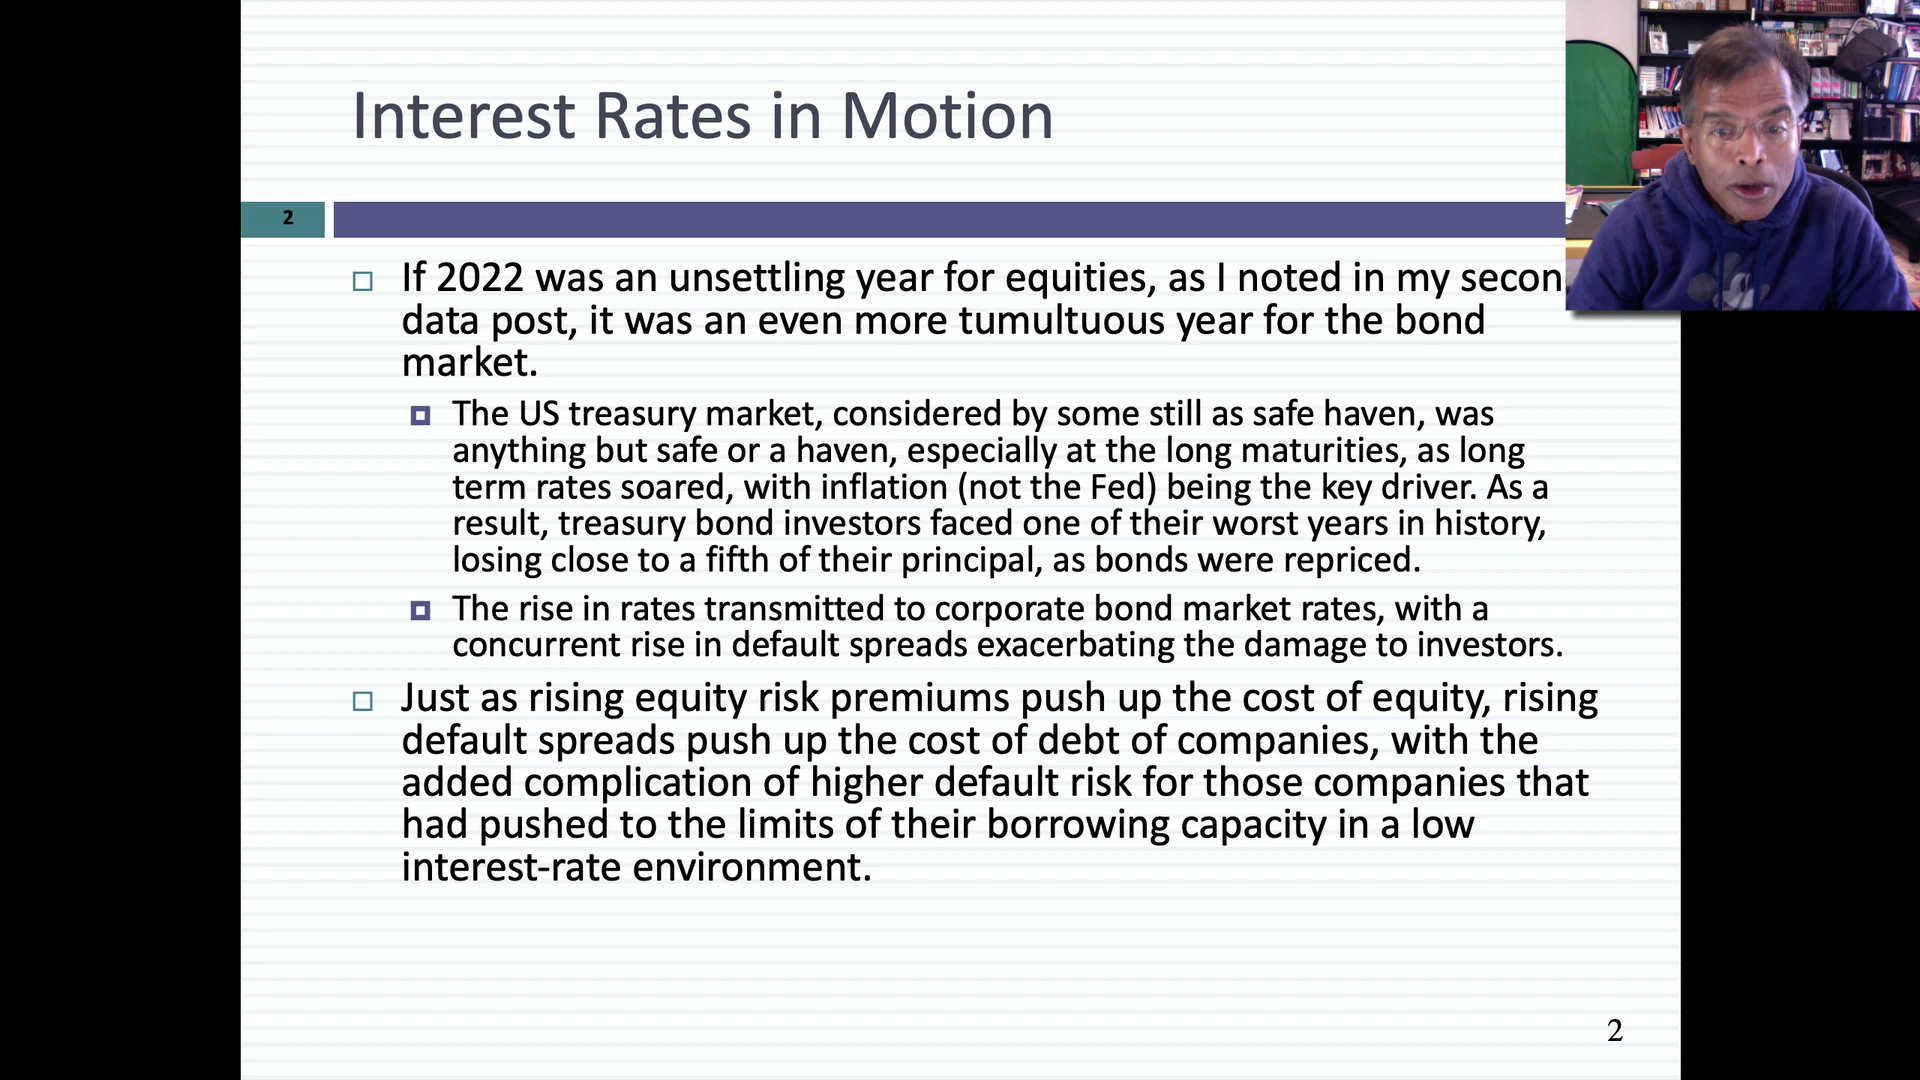 Interest Rates in Motion
2
If 2022 was an unsettling year for equities, as I noted in my secon
data post, it was an even more tumultuous year for the bond
market.
The US treasury market, considered by some still as safe haven, was
anything but safe or a haven, especially at the long maturities, as long
term rates soared, with inflation (not the Fed) being the key driver. As a
result, treasury bond investors faced one of their worst years in history,
losing close to a fifth of their principal, as bonds were repriced.
The rise in rates transmitted to corporate bond market rates, with a
concurrent rise in default spreads exacerbating the damage to investors.
Just as rising equity risk premiums push up the cost of equity, rising
default spreads push up the cost of debt of companies, with the
added complication of higher default risk for those companies that
had pushed to the limits of their borrowing capacity in a low
interest-rate environment.
2